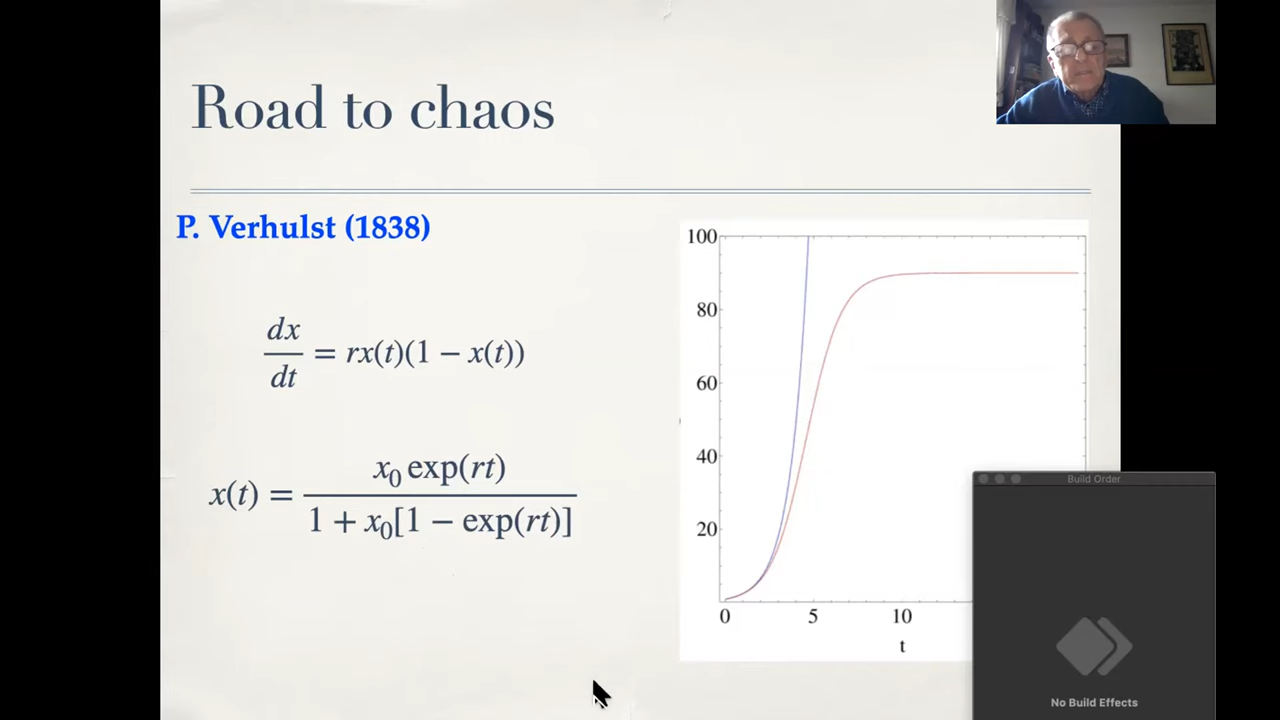 Road to chaos
P. Verhulst (1838)
dx/dt = rx(t)(1 − x(t))
x(t) = x₀ exp(rt) / 1 + x₀[1 − exp(rt)]
100
80
60
40
20
0 5 10
t
Build Order
No Build Effects